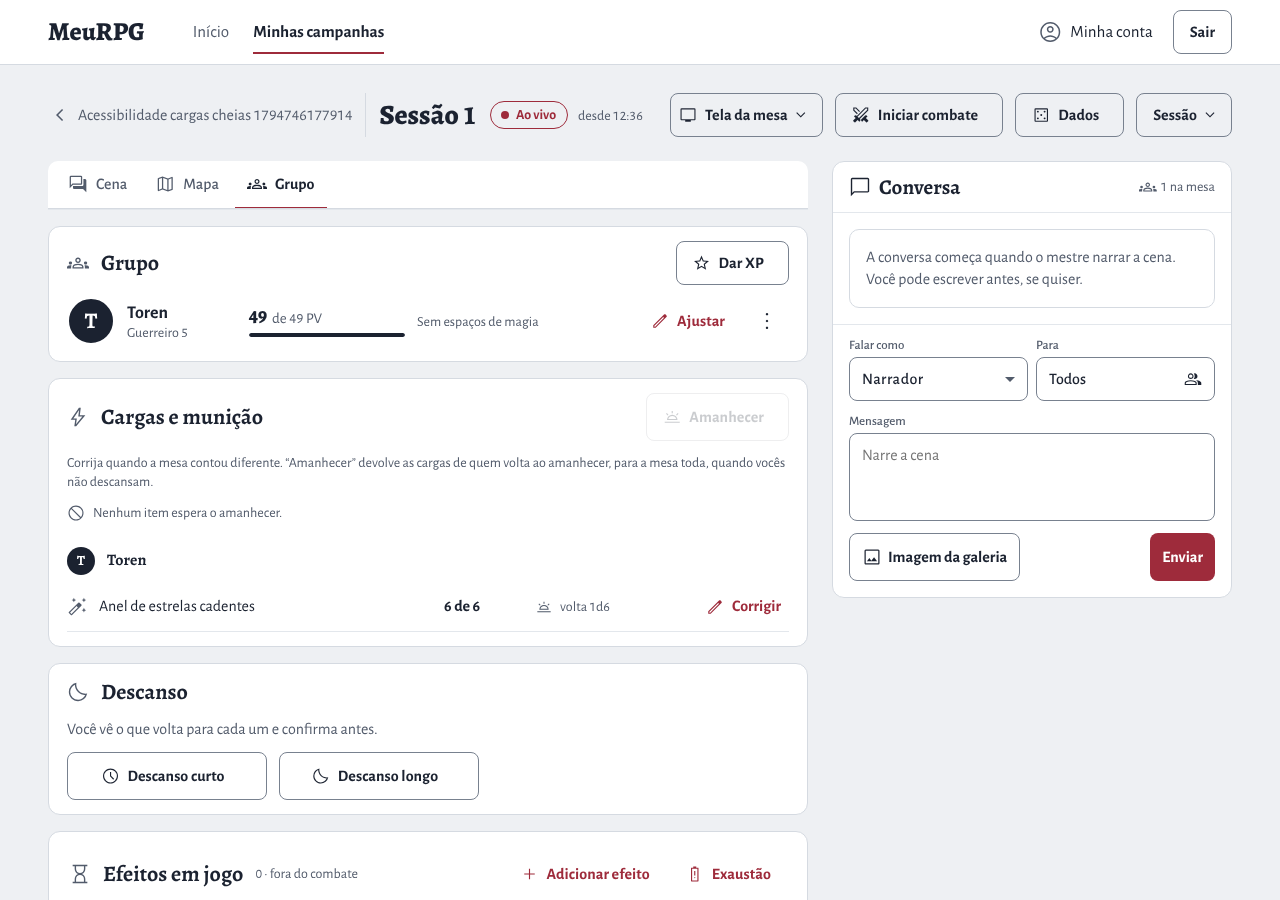 MeuRPG
Início
Minhas campanhas
Minha conta
Sair
Acessibilidade cargas cheias 1794746177914
Sessão 1
Ao vivo
desde 12:36
Tela da mesa
Iniciar combate
Dados
Sessão
Cena
Mapa
Grupo
Grupo
Dar XP
T
Toren
Guerreiro 5
49 de 49 PV
Sem espaços de magia
Ajustar
Cargas e munição
Amanhecer
Corrija quando a mesa contou diferente. “Amanhecer” devolve as cargas de quem volta ao amanhecer, para a mesa toda, quando vocês
não descansam.
Nenhum item espera o amanhecer.
T
Toren
Anel de estrelas cadentes
6 de 6
volta 1d6
Corrigir
Descanso
Você vê o que volta para cada um e confirma antes.
Descanso curto
Descanso longo
Efeitos em jogo
0 · fora do combate
Adicionar efeito
Exaustão
Conversa
1 na mesa
A conversa começa quando o mestre narrar a cena.
Você pode escrever antes, se quiser.
Falar como
Para
Narrador
Todos
Mensagem
Narre a cena
Imagem da galeria
Enviar